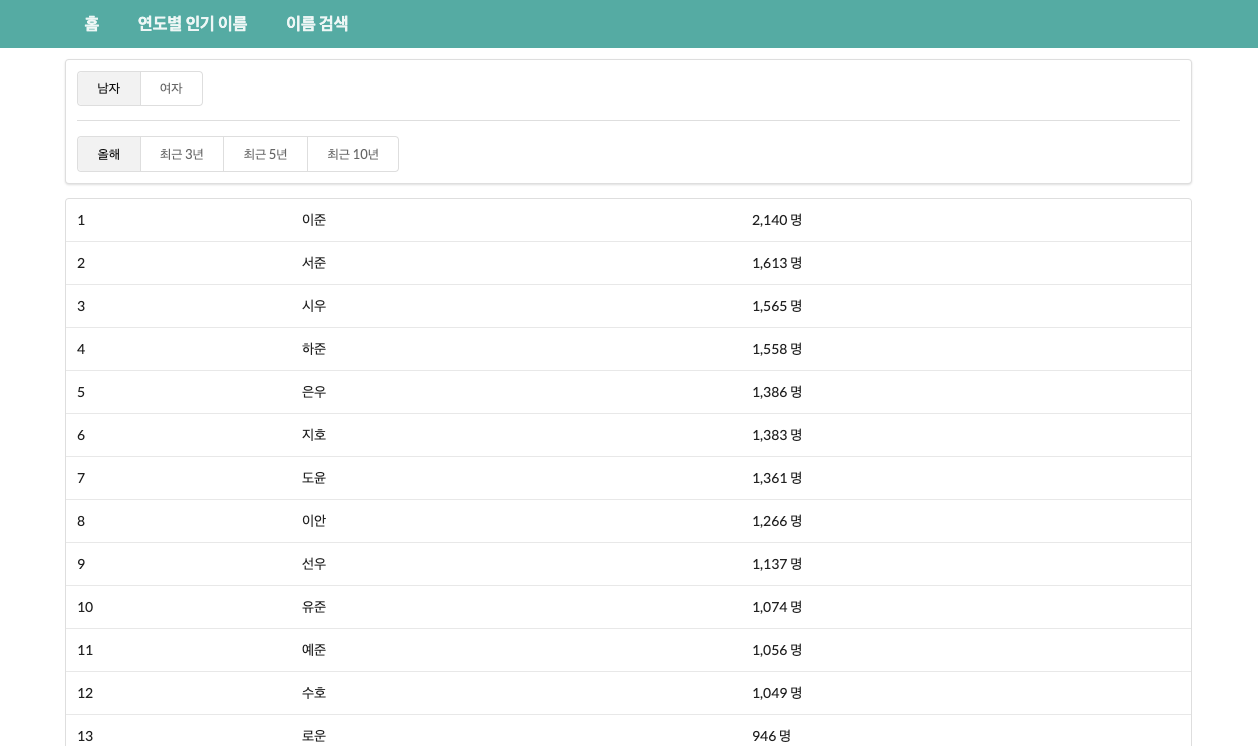 홈 연도별 인기 이름 이름 검색
남자 여자
올해 최근 3년 최근 5년 최근 10년
1 이준 2,140 명
2 서준 1,613 명
3 시우 1,565 명
4 하준 1,558 명
5 은우 1,386 명
6 지호 1,383 명
7 도윤 1,361 명
8 이안 1,266 명
9 선우 1,137 명
10 유준 1,074 명
11 예준 1,056 명
12 수호 1,049 명
13 로운 946 명